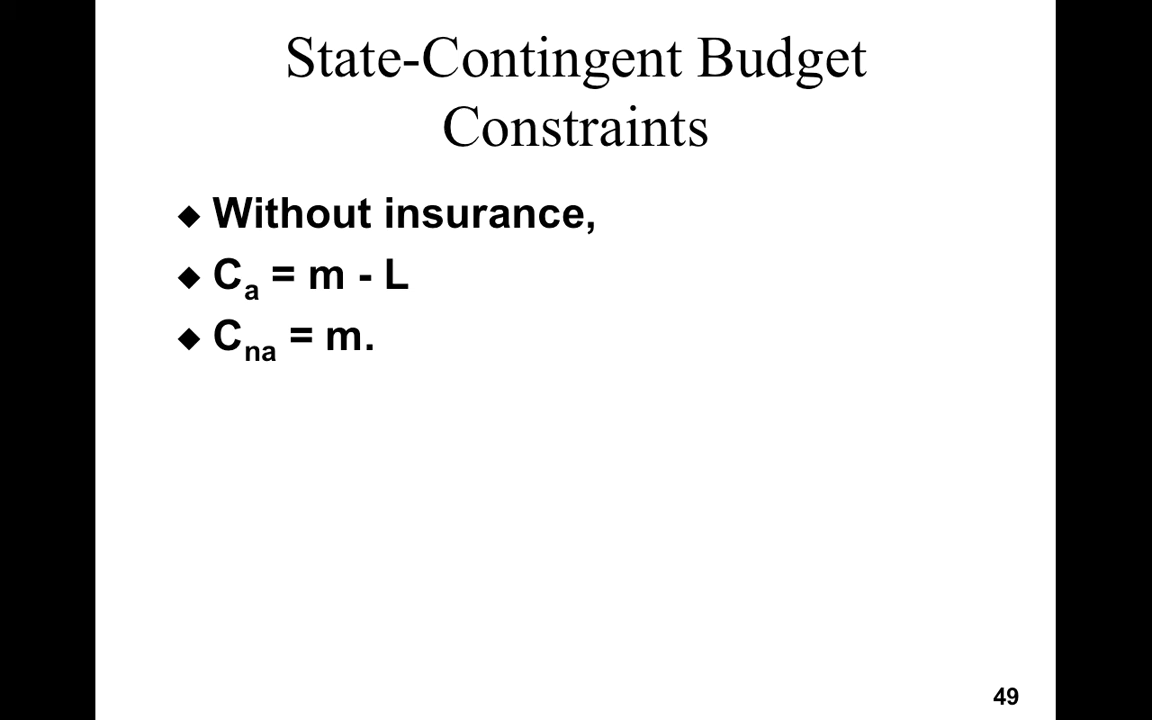 State-Contingent Budget
Constraints
◆ Without insurance,
◆ Cₐ = m - L
◆ Cₙₐ = m.
49